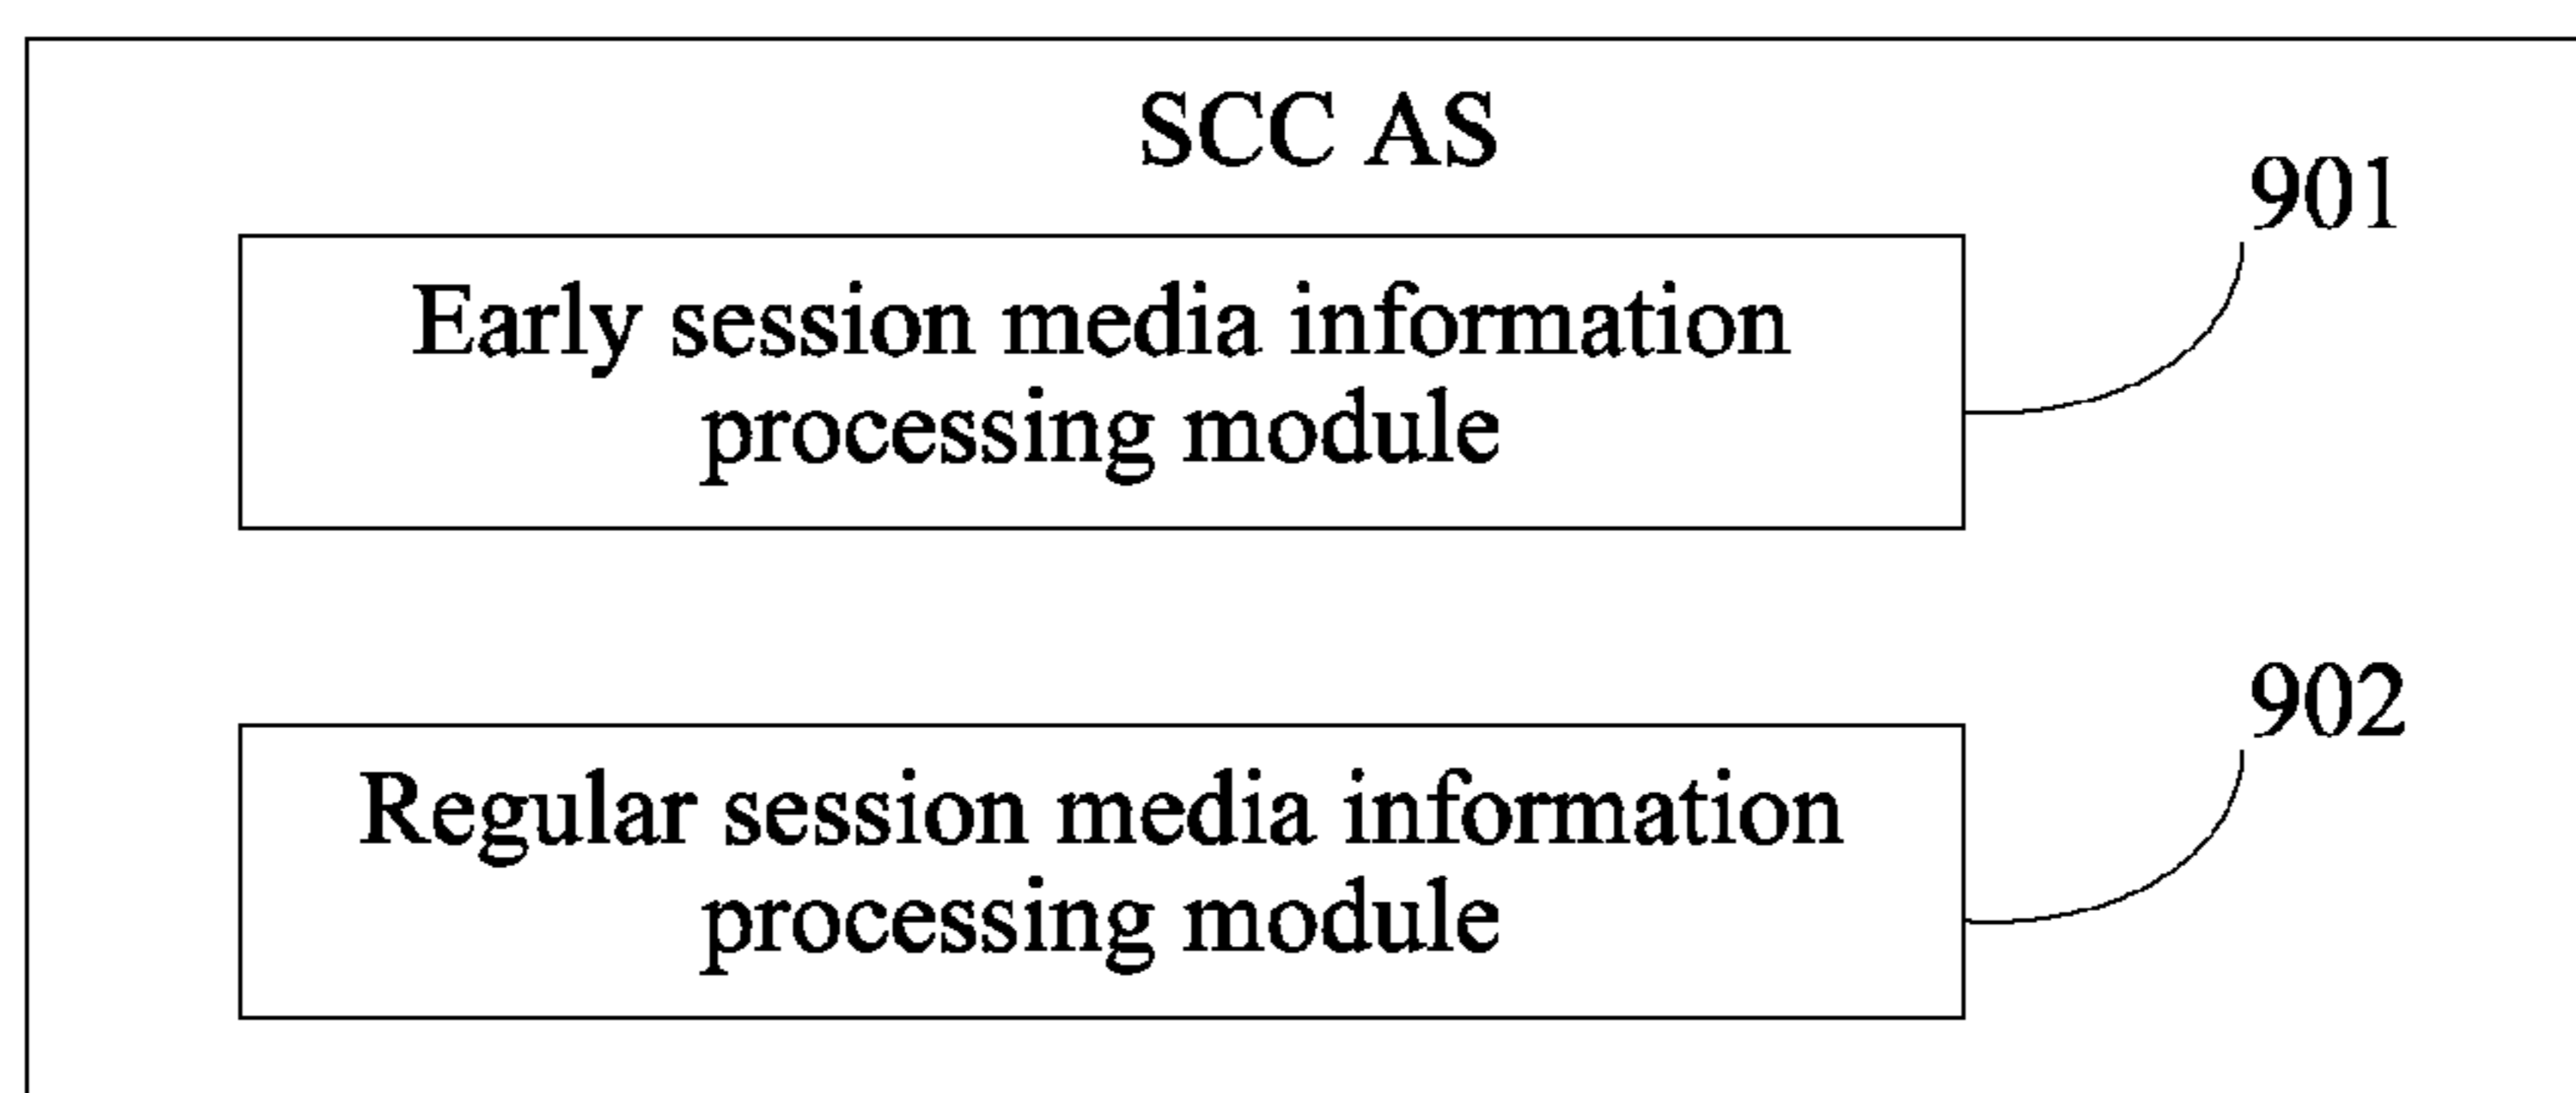 SCC AS
901
Early session media information
processing module
902
Regular session media information
processing module